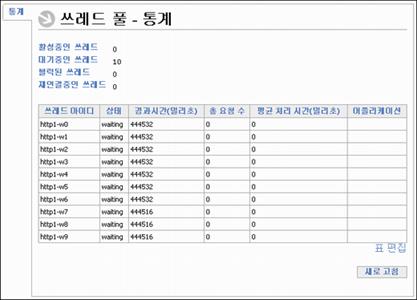 통계
쓰레드 풀 - 통계
활성중인 쓰레드 0
대기중인 쓰레드 10
블럭된 쓰레드 0
재연결중인 쓰레드 0
쓰레드 아이디 상태 경과시간(밀리초) 총 요청 수 평균 처리 시간(밀리초) 어플리케이션
http1-w0 waiting 444532 0 0
http1-w1 waiting 444532 0 0
http1-w2 waiting 444532 0 0
http1-w3 waiting 444532 0 0
http1-w4 waiting 444532 0 0
http1-w5 waiting 444532 0 0
http1-w6 waiting 444532 0 0
http1-w7 waiting 444516 0 0
http1-w8 waiting 444516 0 0
http1-w9 waiting 444516 0 0
표 편집
새로 고침